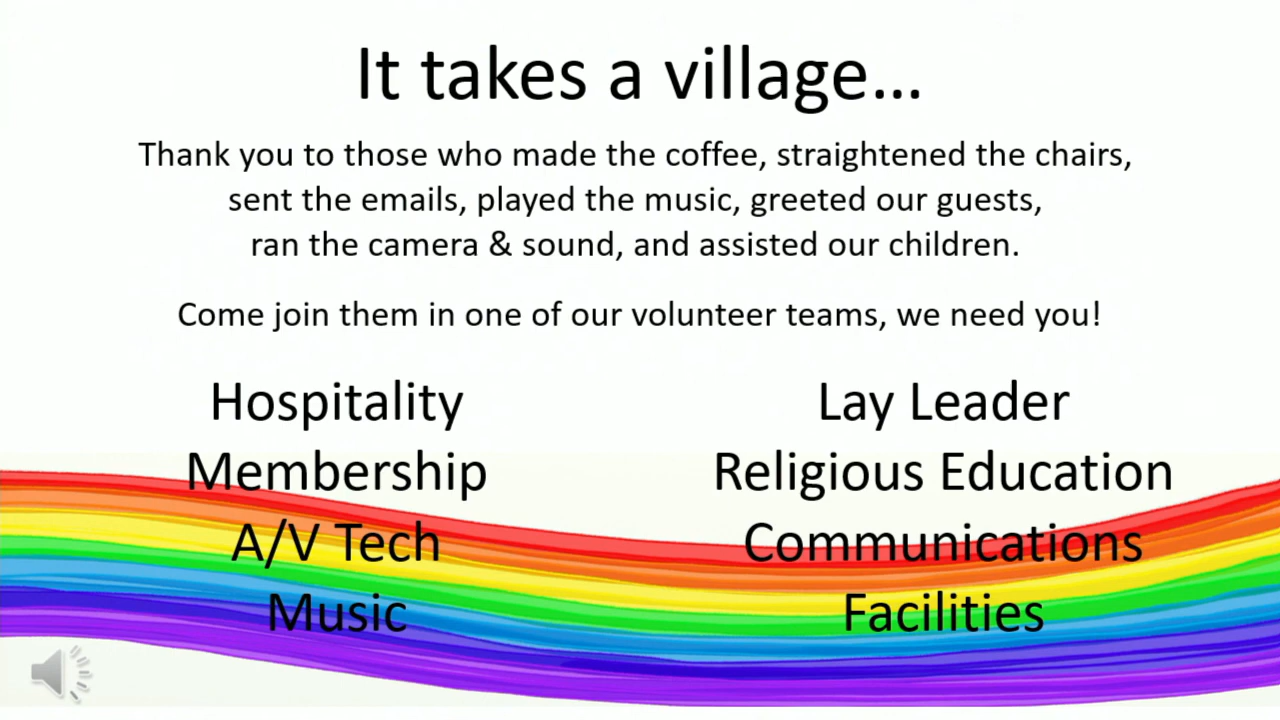 It takes a village...
Thank you to those who made the coffee, straightened the chairs,
sent the emails, played the music, greeted our guests,
ran the camera & sound, and assisted our children.
Come join them in one of our volunteer teams, we need you!
Hospitality
Membership
A/V Tech
Music
Lay Leader
Religious Education
Communications
Facilities